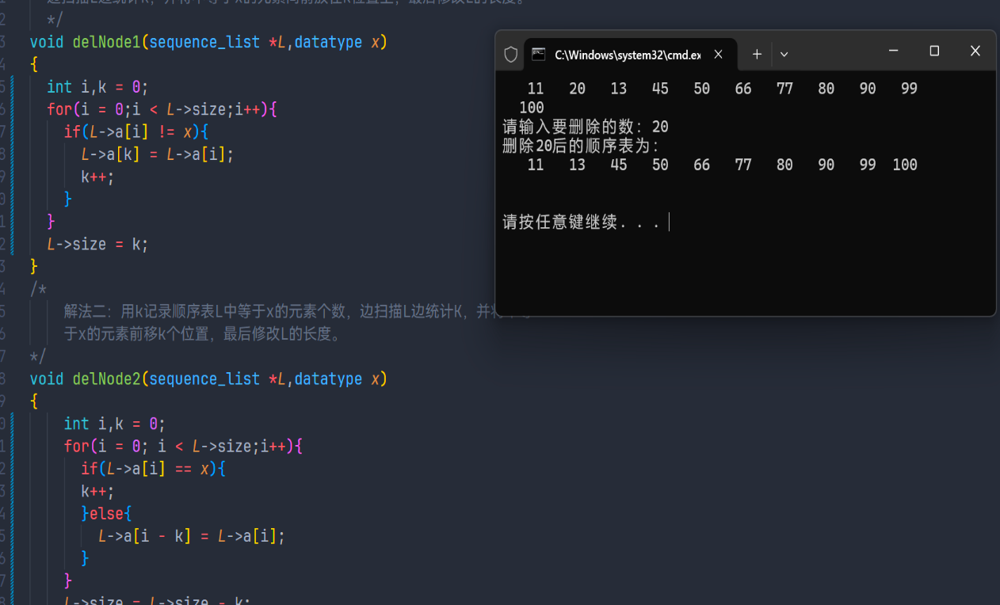 */
void delNode1(sequence_list *L,datatype x)
{
int i,k = 0;
for(i = 0;i < L->size;i++){
if(L->a[i] != x){
L->a[k] = L->a[i];
k++;
}
}
L->size = k;
}
/*
解法二：用k记录顺序表L中等于x的元素个数，边扫描L边统计K，并将
于x的元素前移k个位置，最后修改L的长度。
*/
void delNode2(sequence_list *L,datatype x)
{
int i,k = 0;
for(i = 0; i < L->size;i++){
if(L->a[i] == x){
k++;
}else{
L->a[i - k] = L->a[i];
}
}
L->size = L->size - k;
C:\Windows\system32\cmd.ex
11 20 13 45 50 66 77 80 90 99
100
请输入要删除的数：20
删除20后的顺序表为：
11 13 45 50 66 77 80 90 99 100
请按任意键继续. . .